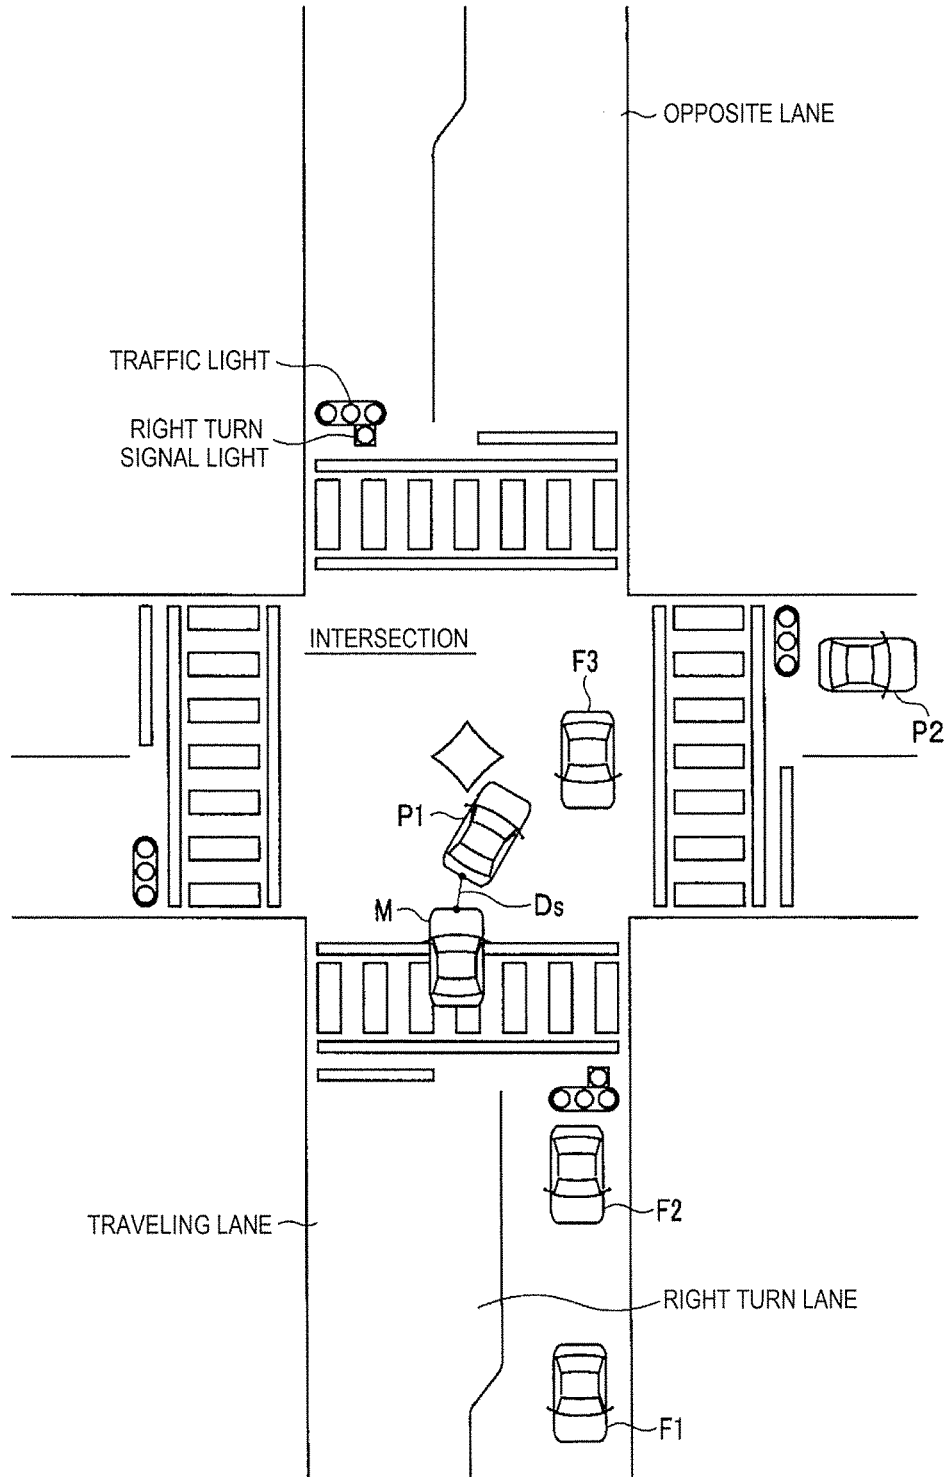 OPPOSITE LANE
TRAFFIC LIGHT
RIGHT TURN
SIGNAL LIGHT
INTERSECTION
F3
P2
P1
M
Ds
F2
TRAVELING LANE
RIGHT TURN LANE
F1